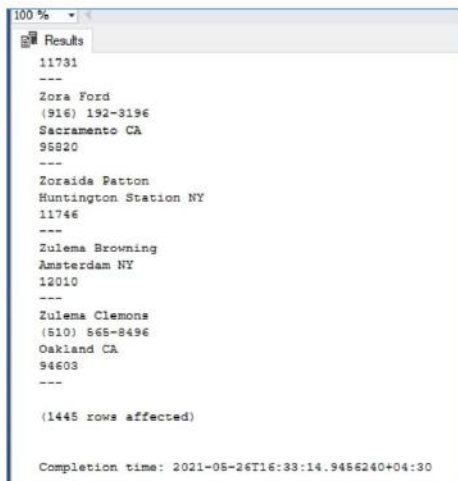 100 %
Results
11731
---
Zora Ford
(916) 192-3196
Sacramento CA
95820
---
Zoraida Patton
Huntington Station NY
11746
---
Zulema Browning
Amsterdam NY
12010
---
Zulema Clemons
(510) 565-8496
Oakland CA
94603
---
(1445 rows affected)
Completion time: 2021-05-26T16:33:14.9456240+04:30